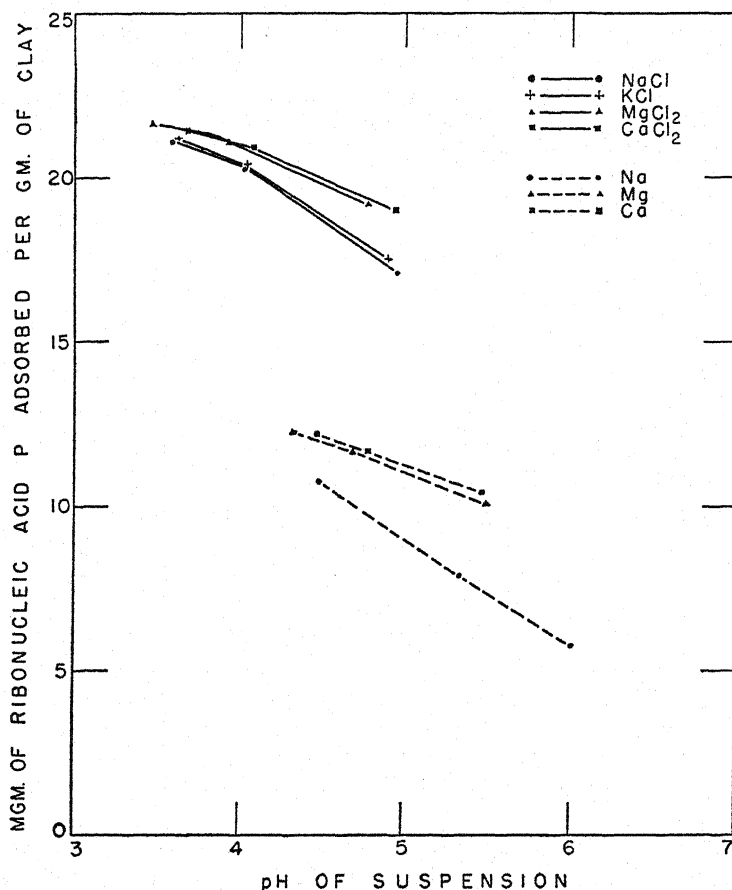 MGM. OF RIBONUCLEIC ACID P ADSORBED PER GM. OF CLAY
25
20
15
10
5
0
NaCl
KCl
MgCl2
CaCl2
Na
Mg
Ca
3 4 5 6 7
pH OF SUSPENSION